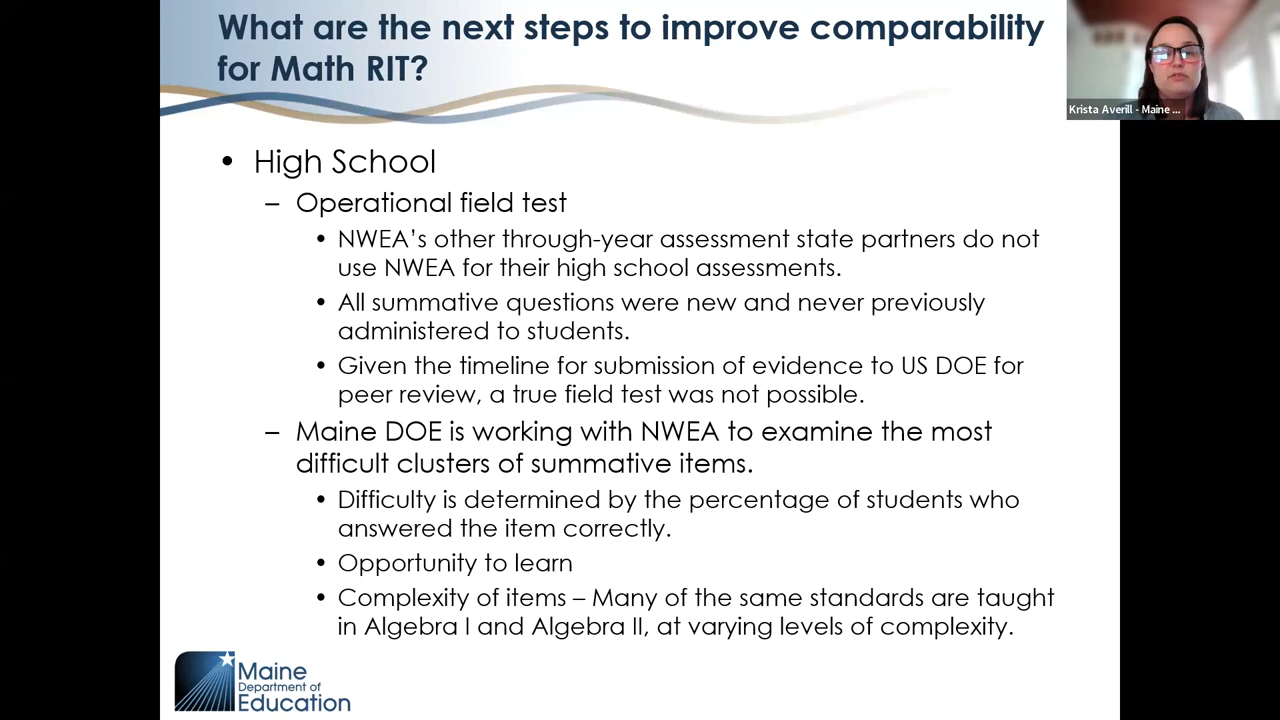 What are the next steps to improve comparability
for Math RIT?
Krista Averill - Maine ...
• High School
– Operational field test
• NWEA’s other through-year assessment state partners do not
use NWEA for their high school assessments.
• All summative questions were new and never previously
administered to students.
• Given the timeline for submission of evidence to US DOE for
peer review, a true field test was not possible.
– Maine DOE is working with NWEA to examine the most
difficult clusters of summative items.
• Difficulty is determined by the percentage of students who
answered the item correctly.
• Opportunity to learn
• Complexity of items – Many of the same standards are taught
in Algebra I and Algebra II, at varying levels of complexity.
Maine
Department of
Education